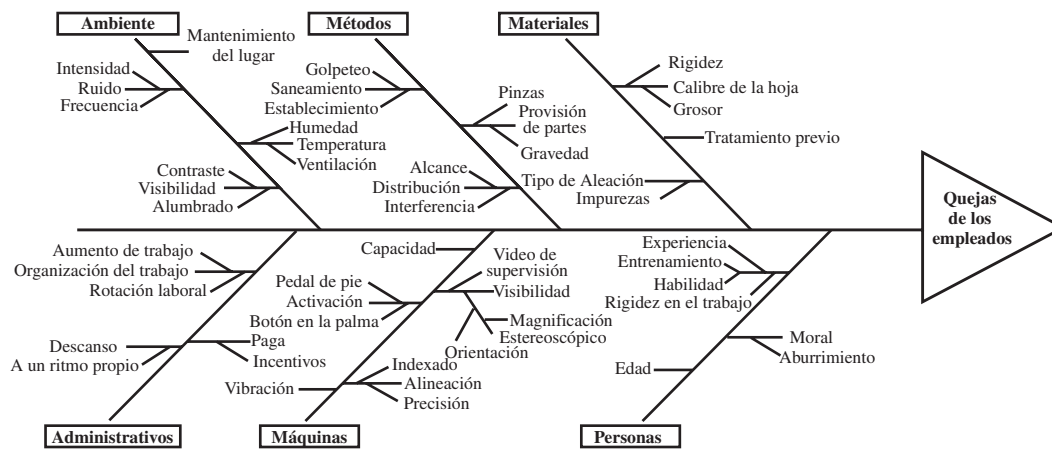 Ambiente
Métodos
Materiales
Mantenimiento
del lugar
Intensidad
Ruido
Frecuencia
Humedad
Temperatura
Ventilación
Contraste
Visibilidad
Alumbrado
Golpeteo
Saneamiento
Establecimiento
Pinzas
Provisión
de partes
Gravedad
Alcance
Distribución
Interferencia
Rigidez
Calibre de la hoja
Grosor
Tratamiento previo
Tipo de Aleación
Impurezas
Quejas
de los
empleados
Aumento de trabajo
Organización del trabajo
Rotación laboral
Paga
Incentivos
Descanso
A un ritmo propio
Capacidad
Video de
supervisión
Visibilidad
Magnificación
Estereoscópico
Orientación
Pedal de pie
Activación
Botón en la palma
Indexado
Alineación
Precisión
Vibración
Experiencia
Entrenamiento
Habilidad
Rigidez en el trabajo
Moral
Aburrimiento
Edad
Administrativos
Máquinas
Personas